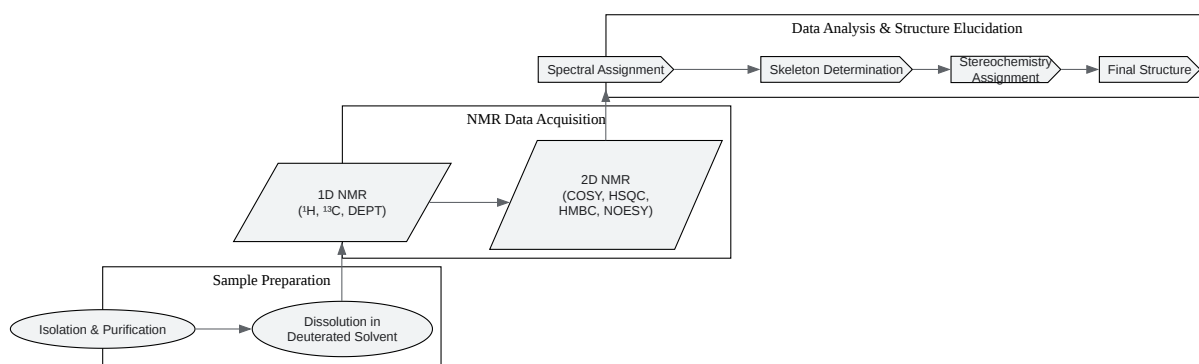 Data Analysis & Structure Elucidation
Spectral Assignment
Skeleton Determination
Stereochemistry
Assignment
Final Structure
NMR Data Acquisition
1D NMR
(¹H, ¹³C, DEPT)
2D NMR
(COSY, HSQC,
HMBC, NOESY)
Sample Preparation
Isolation & Purification
Dissolution in
Deuterated Solvent